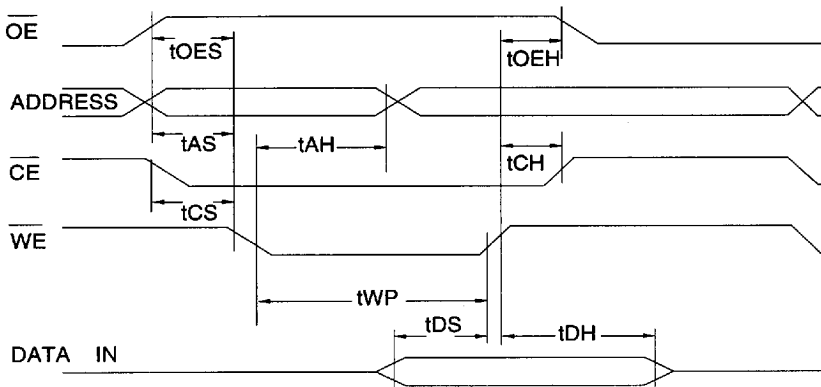 OE
tOES
tOEH
ADDRESS
tAS
tAH
tCH
CE
tCS
WE
tWP
tDS
tDH
DATA IN